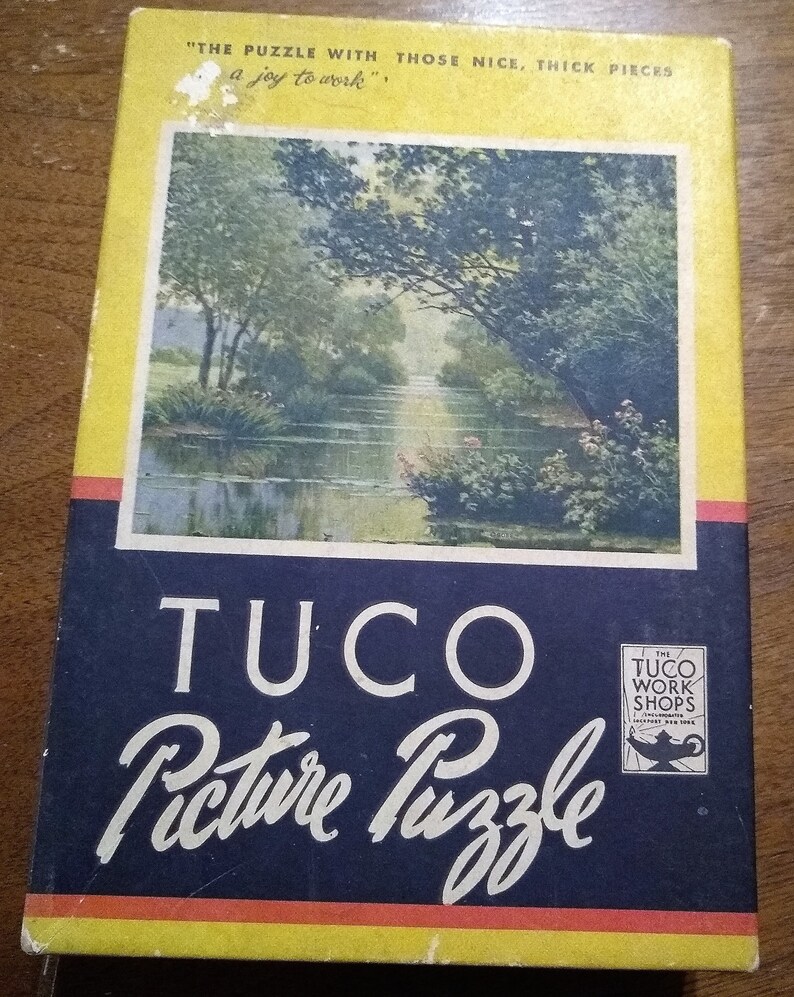 "THE PUZZLE WITH THOSE NICE, THICK PIECES
a joy to work".
TUCO
Picture Puzzle
THE
TUCO
WORK
SHOPS
INCORPORATED
LOCKPORT NEW YORK